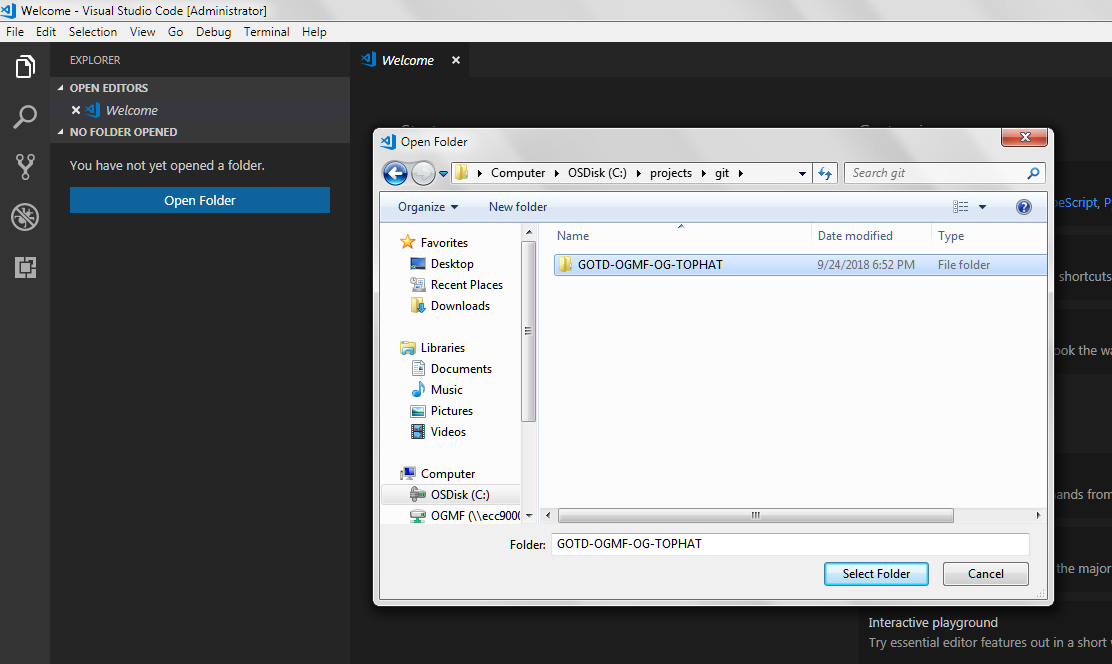 Welcome - Visual Studio Code [Administrator]
File Edit Selection View Go Debug Terminal Help
EXPLORER
OPEN EDITORS
Welcome
NO FOLDER OPENED
You have not yet opened a folder.
Open Folder
Welcome
Open Folder
Computer OSDisk (C:) projects git
Search git
Organize New folder
Favorites
Desktop
Recent Places
Downloads
Libraries
Documents
Music
Pictures
Videos
Computer
OSDisk (C:)
OGMF (\\ecc9000
Name Date modified Type
GOTD-OGMF-OG-TOPHAT 9/24/2018 6:52 PM File folder
Folder: GOTD-OGMF-OG-TOPHAT
Select Folder Cancel
eScript, P
shortcuts
ook the wa
ands from
the major
Interactive playground
Try essential editor features out in a short